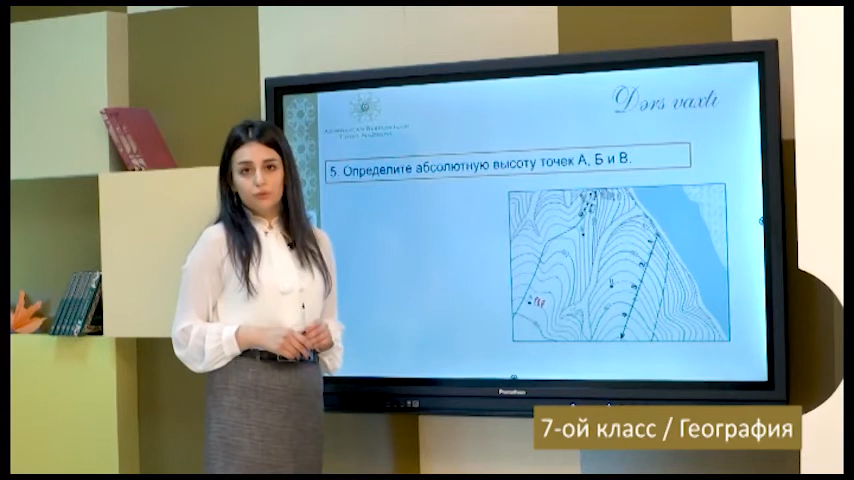 Dərs vaxtı
5. Определите абсолютную высоту точек А, Б и В.
7-ой класс / География